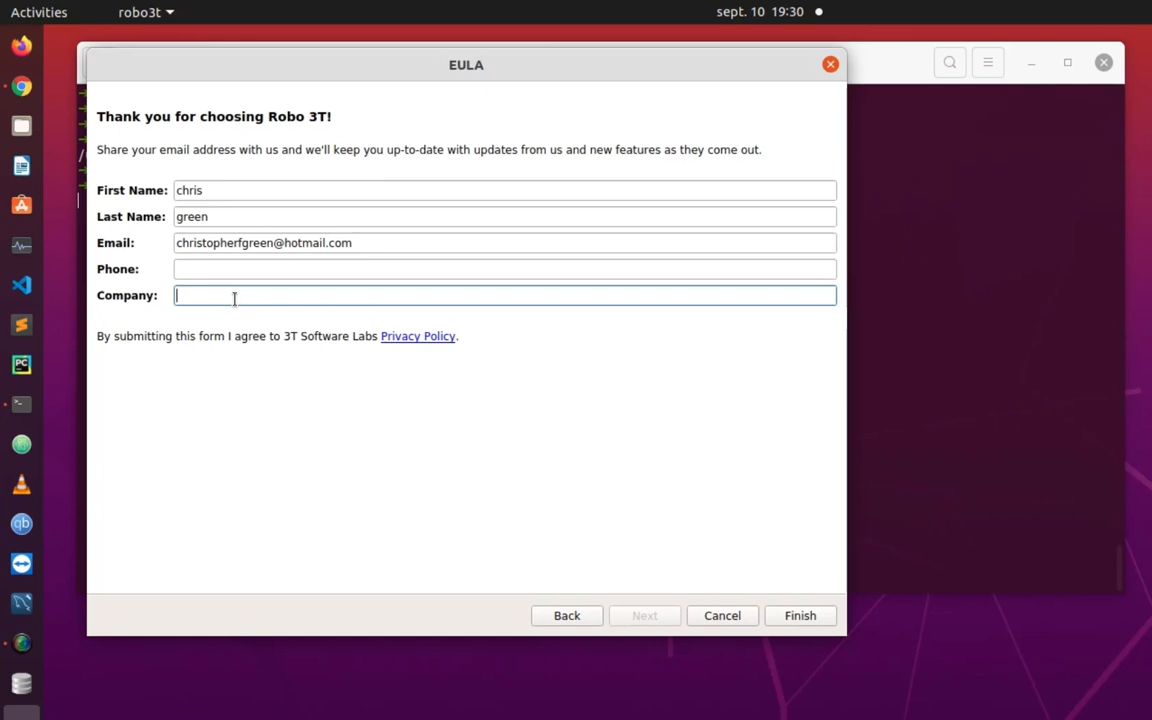 Activities robo3t sept. 10 19:30
EULA
Thank you for choosing Robo 3T!
Share your email address with us and we'll keep you up-to-date with updates from us and new features as they come out.
First Name: chris
Last Name: green
Email: christopherfgreen@hotmail.com
Phone:
Company:
By submitting this form I agree to 3T Software Labs Privacy Policy.
Back Next Cancel Finish